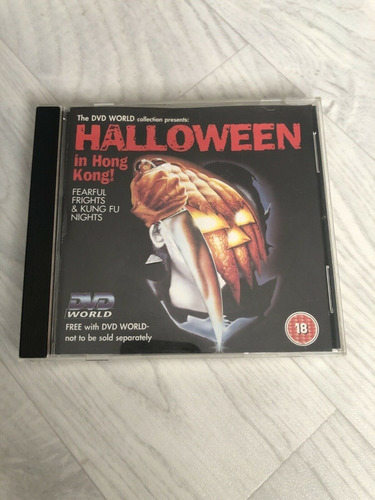 The DVD WORLD collection presents:
HALLOWEEN
in Hong
Kong!
FEARFUL
FRIGHTS
& KUNG FU
NIGHTS
DVD
WORLD
FREE with DVD WORLD-
not to be sold separately
18